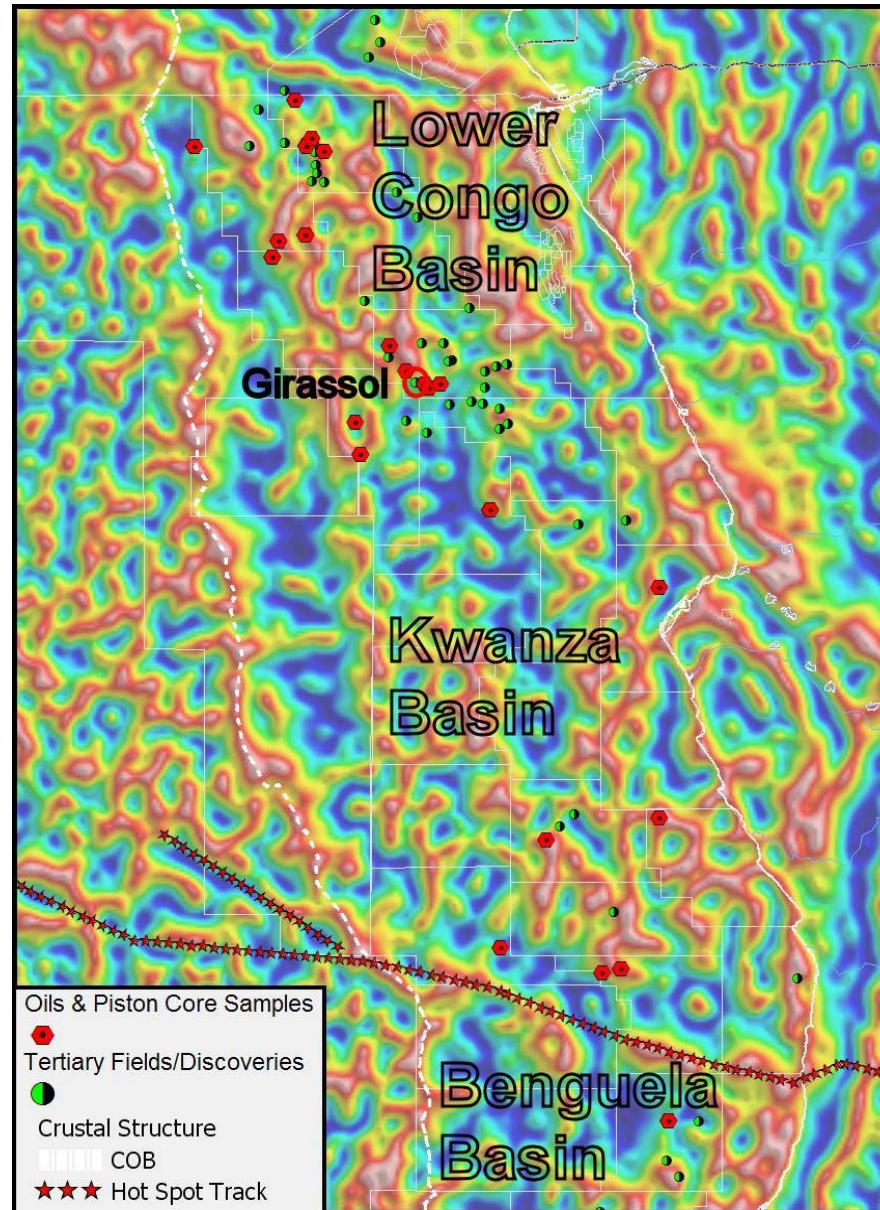 Lower
Congo
Basin
Girassol
Kwanza
Basin
Benguela
Basin
Oils & Piston Core Samples
Tertiary Fields/Discoveries
Crustal Structure
COB
Hot Spot Track